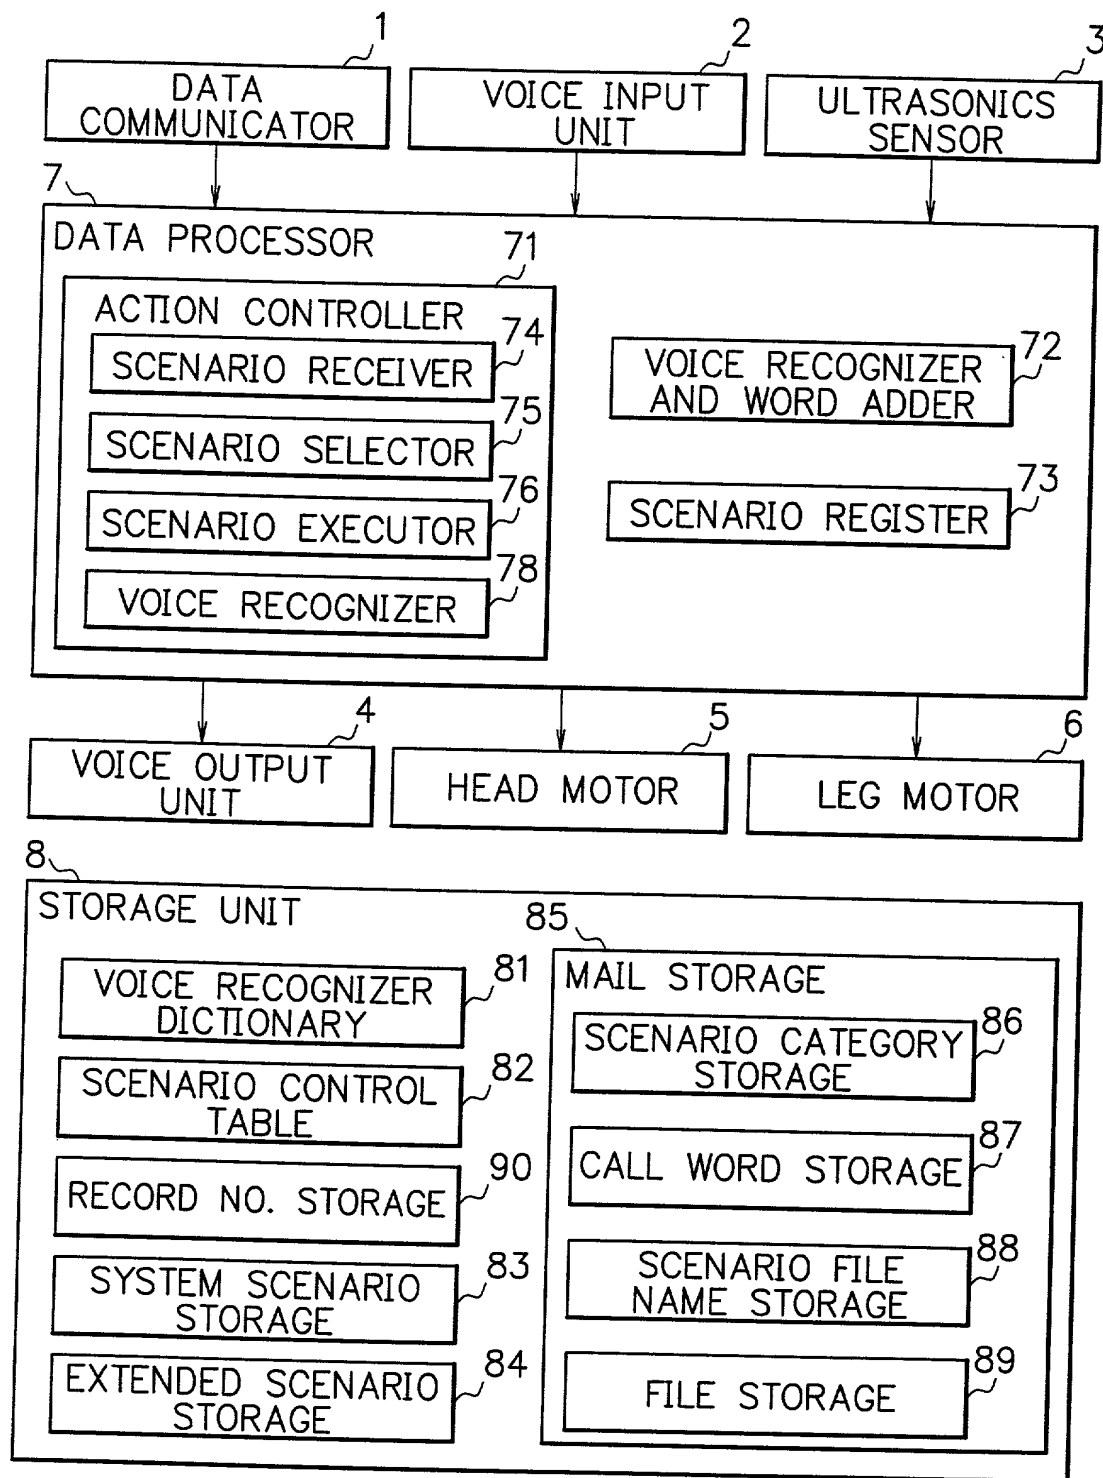 1
2
3
DATA
COMMUNICATOR
VOICE INPUT
UNIT
ULTRASONICS
SENSOR
7
DATA PROCESSOR
71
ACTION CONTROLLER
74
SCENARIO RECEIVER
75
SCENARIO SELECTOR
76
SCENARIO EXECUTOR
78
VOICE RECOGNIZER
72
VOICE RECOGNIZER
AND WORD ADDER
73
SCENARIO REGISTER
4
VOICE OUTPUT
UNIT
5
HEAD MOTOR
6
LEG MOTOR
8
STORAGE UNIT
81
VOICE RECOGNIZER
DICTIONARY
82
SCENARIO CONTROL
TABLE
90
RECORD NO. STORAGE
83
SYSTEM SCENARIO
STORAGE
84
EXTENDED SCENARIO
STORAGE
85
MAIL STORAGE
86
SCENARIO CATEGORY
STORAGE
87
CALL WORD STORAGE
88
SCENARIO FILE
NAME STORAGE
89
FILE STORAGE